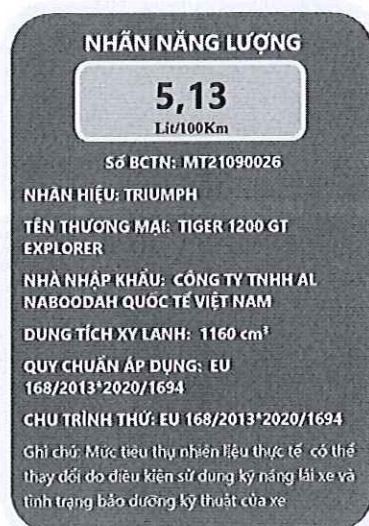 NHÃN NĂNG LƯỢNG
5,13
Lít/100Km
Số BCTN: MT21090026
NHÃN HIỆU: TRIUMPH
TÊN THƯƠNG MẠI: TIGER 1200 GT
EXPLORER
NHÀ NHẬP KHẨU: CÔNG TY TNHH AL
NABOODAH QUỐC TẾ VIỆT NAM
DUNG TÍCH XY LANH: 1160 cm³
QUY CHUẨN ÁP DỤNG: EU
168/2013*2020/1694
CHU TRÌNH THỬ: EU 168/2013*2020/1694
Ghi chú: Mức tiêu thụ nhiên liệu thực tế có thể
thay đổi do điều kiện sử dụng kỹ năng lái xe và
tình trạng bảo dưỡng kỹ thuật của xe